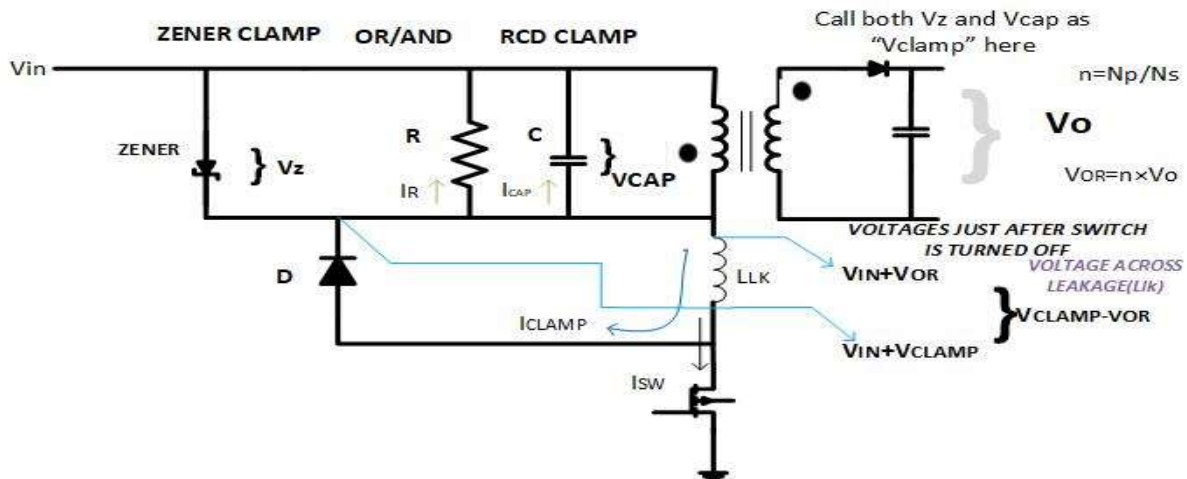 ZENER CLAMP OR/AND RCD CLAMP
Call both Vz and Vcap as
"Vclamp" here
Vin
n=Np/Ns
ZENER
} Vz
R
C
} VCAP
} Vo
IR
ICAP
VOR=n×Vo
VOLTAGES JUST AFTER SWITCH
IS TURNED OFF
D
LLK
VIN+VOR
VOLTAGE ACROSS
LEAKAGE(Llk)
} VCLAMP-VOR
ICLAMP
VIN+VCLAMP
ISW